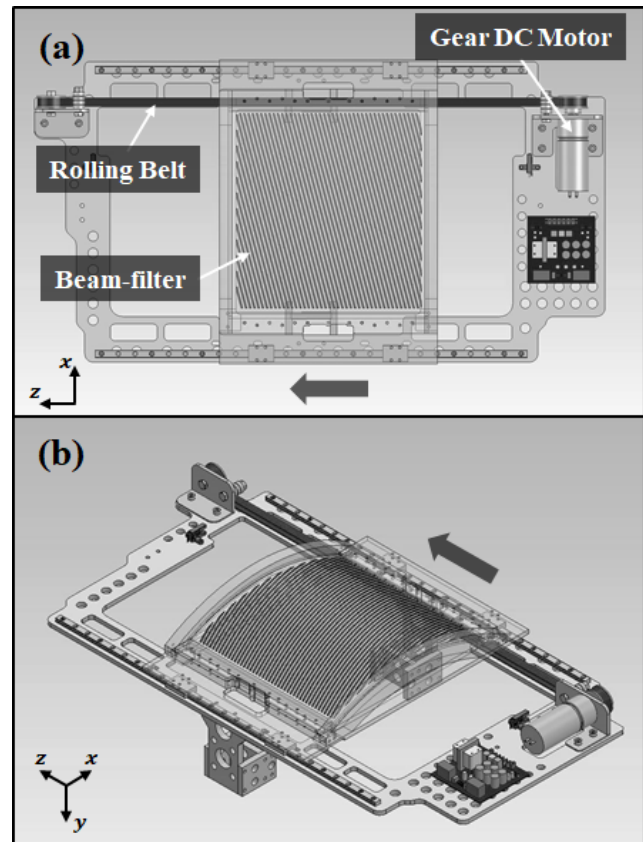 (a)
Gear DC Motor
Rolling Belt
Beam-filter
x
z
(b)
z
x
y